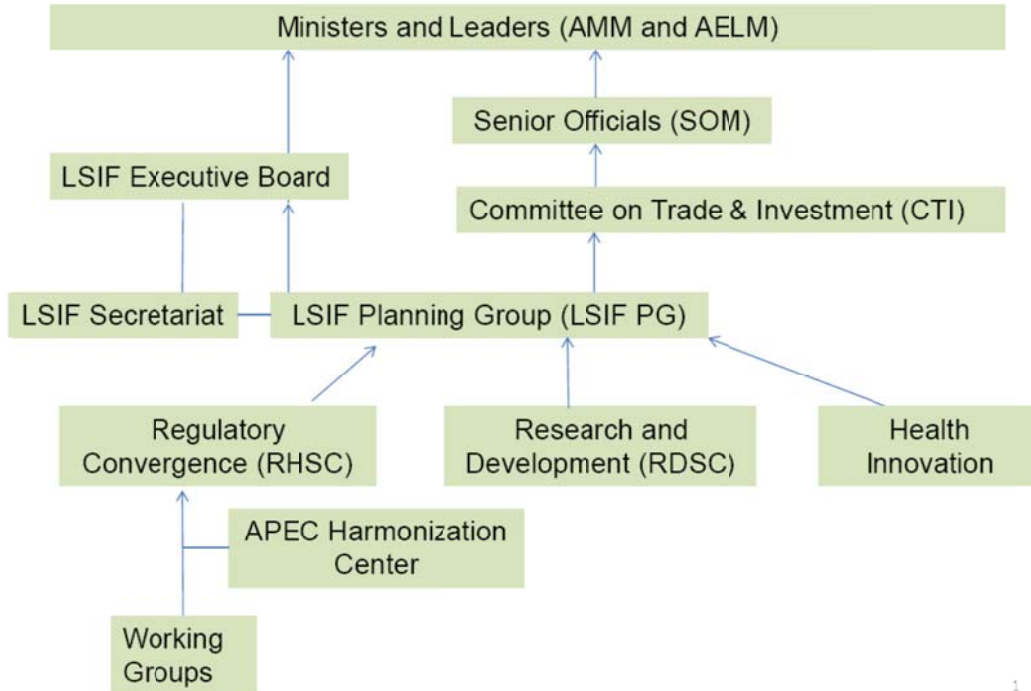 Ministers and Leaders (AMM and AELM)
Senior Officials (SOM)
LSIF Executive Board
Committee on Trade & Investment (CTI)
LSIF Secretariat
LSIF Planning Group (LSIF PG)
Regulatory
Convergence (RHSC)
Research and
Development (RDSC)
Health
Innovation
APEC Harmonization
Center
Working
Groups
1